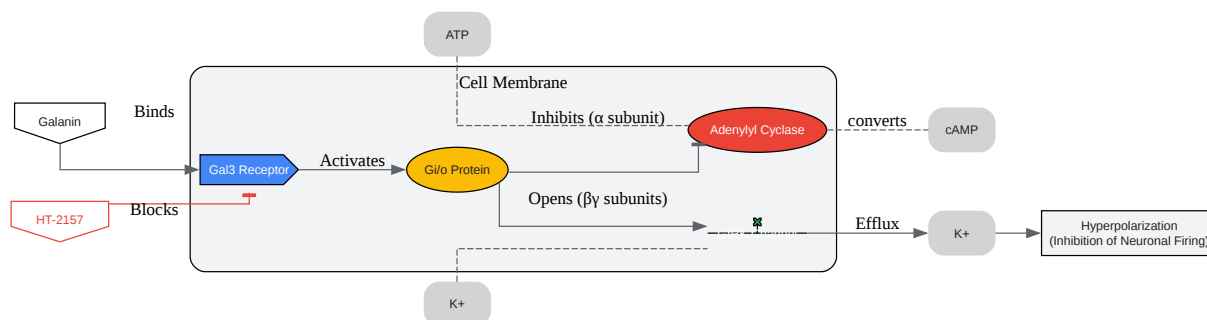 ATP
Cell Membrane
Binds
Galanin
Inhibits (α subunit)
Adenylyl Cyclase
converts
cAMP
Gal3 Receptor
Activates
Gi/o Protein
Opens (βγ subunits)
HT-2157
Blocks
Efflux
K+
Hyperpolarization
(Inhibition of Neuronal Firing)
K+